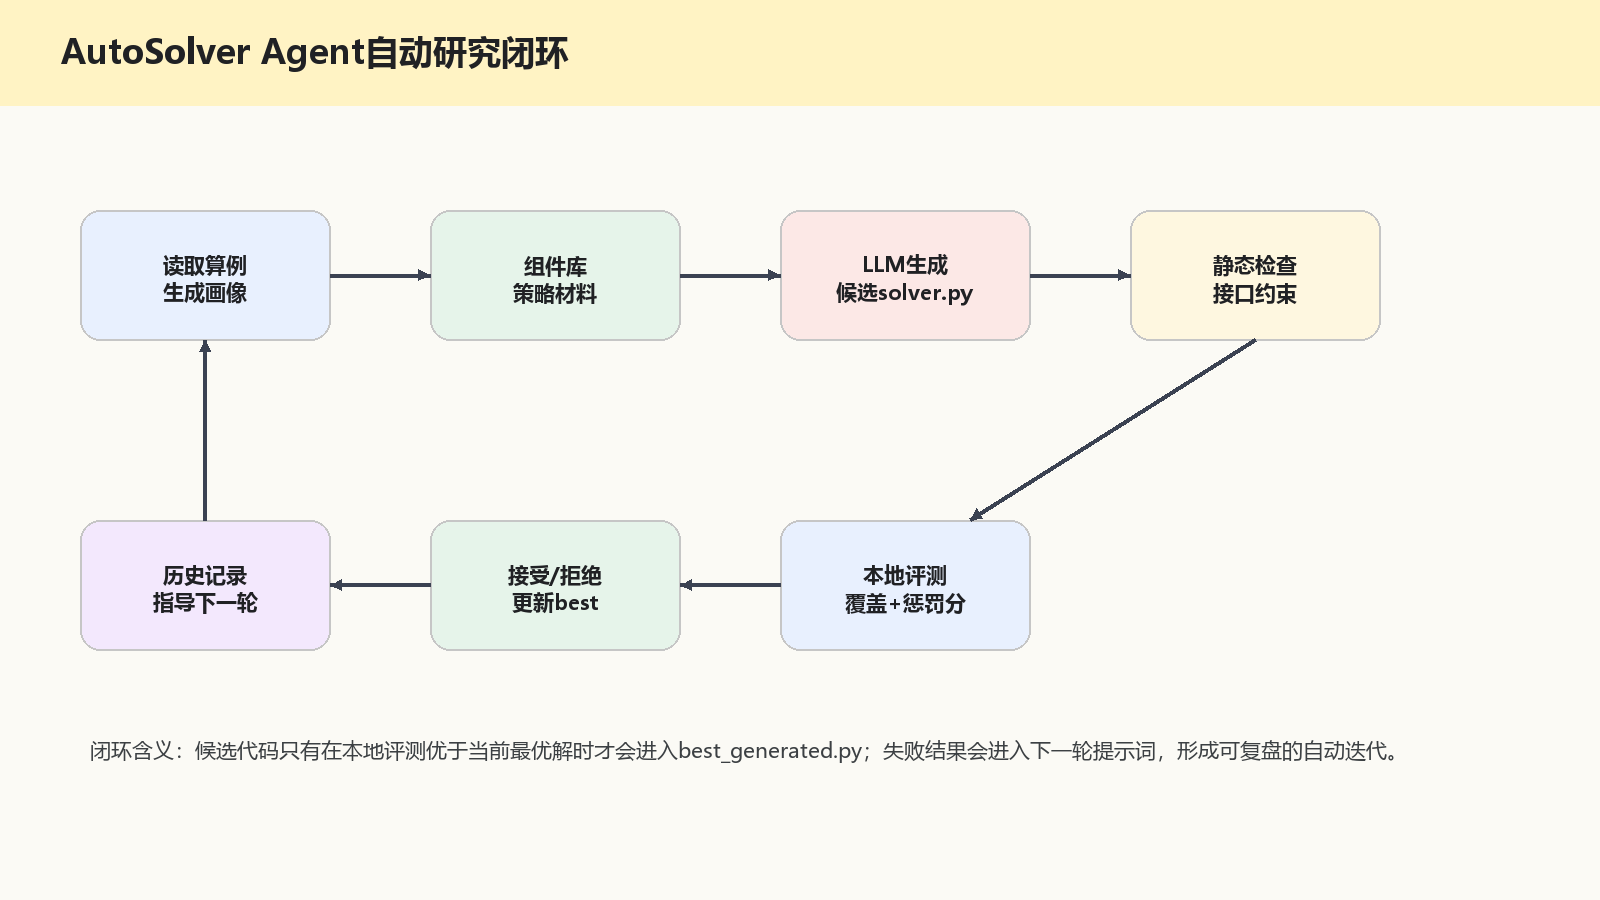 AutoSolver Agent自动研究闭环
读取算例
生成画像
组件库
策略材料
LLM生成
候选solver.py
静态检查
接口约束
历史记录
指导下一轮
接受/拒绝
更新best
本地评测
覆盖+惩罚分
闭环含义：候选代码只有在本地评测优于当前最优解时才会进入best_generated.py；失败结果会进入下一轮提示词，形成可复盘的自动迭代。